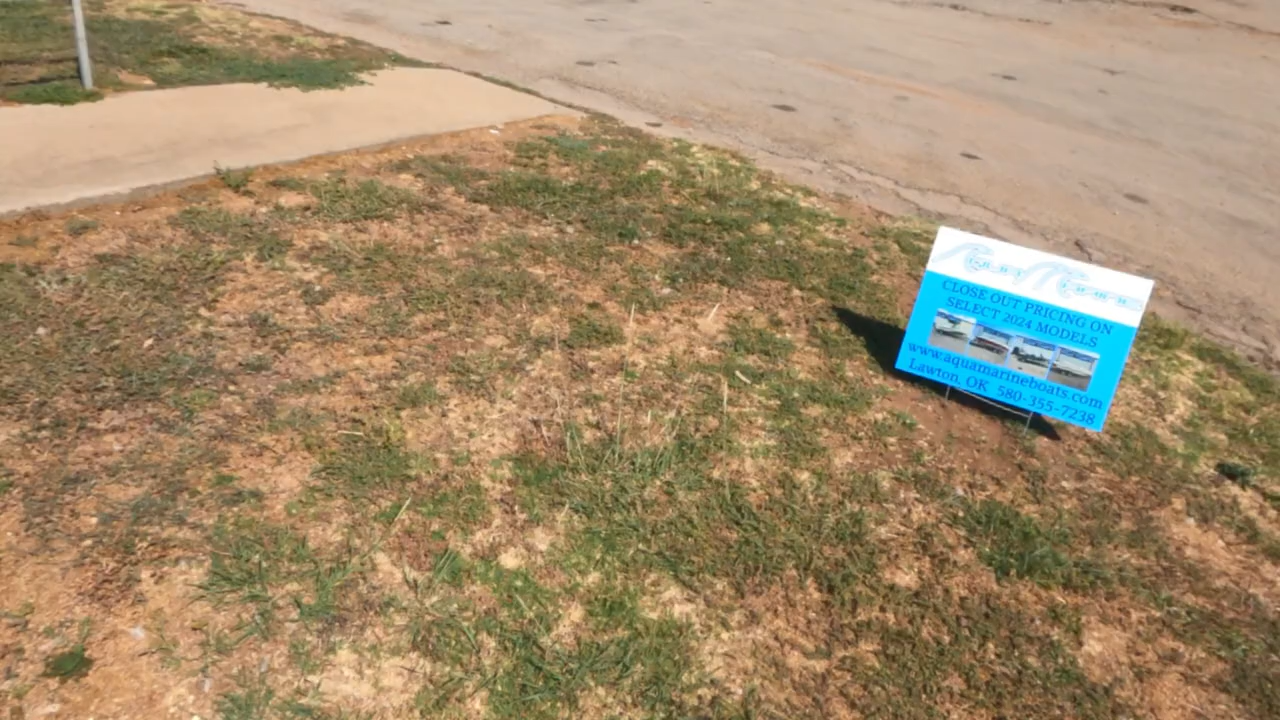 CLOSE OUT PRICING ON
SELECT 2024 MODELS
www.aquamarineboats.com
Lawton, OK 580-355-7238